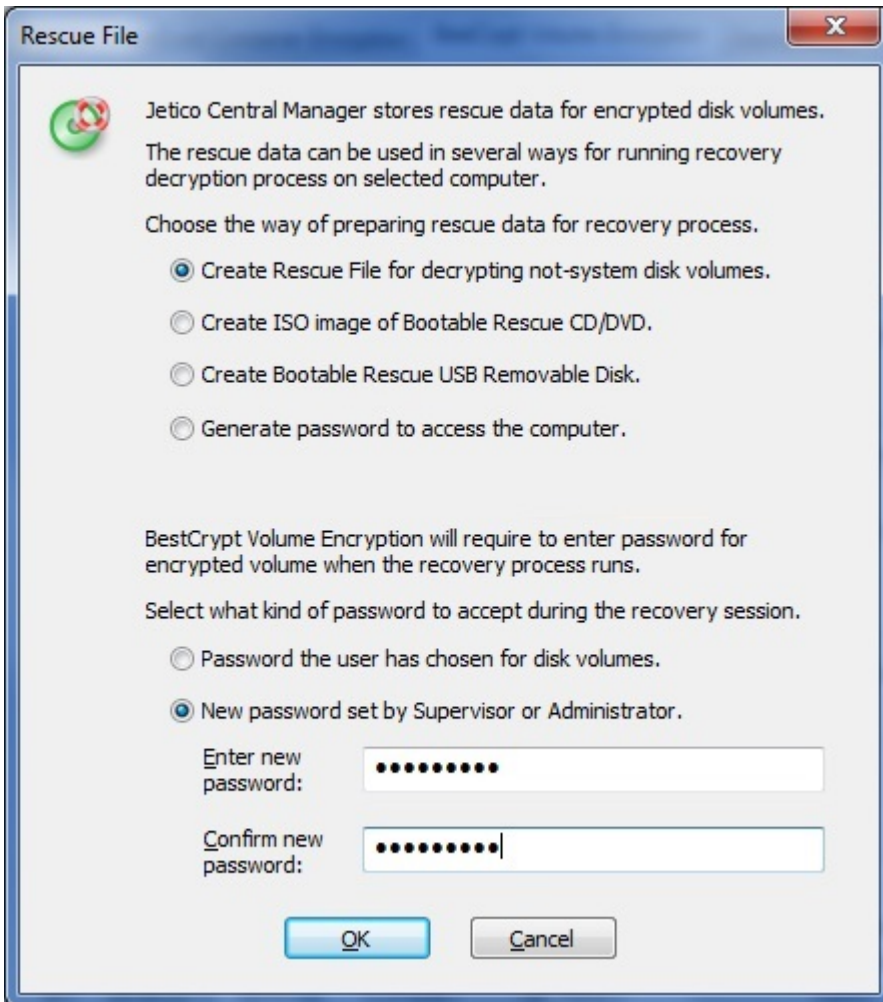 Rescue File
Jetico Central Manager stores rescue data for encrypted disk volumes.
The rescue data can be used in several ways for running recovery
decryption process on selected computer.
Choose the way of preparing rescue data for recovery process.
Create Rescue File for decrypting not-system disk volumes.
Create ISO image of Bootable Rescue CD/DVD.
Create Bootable Rescue USB Removable Disk.
Generate password to access the computer.
BestCrypt Volume Encryption will require to enter password for
encrypted volume when the recovery process runs.
Select what kind of password to accept during the recovery session.
Password the user has chosen for disk volumes.
New password set by Supervisor or Administrator.
Enter new
password:
Confirm new
password:
OK
Cancel